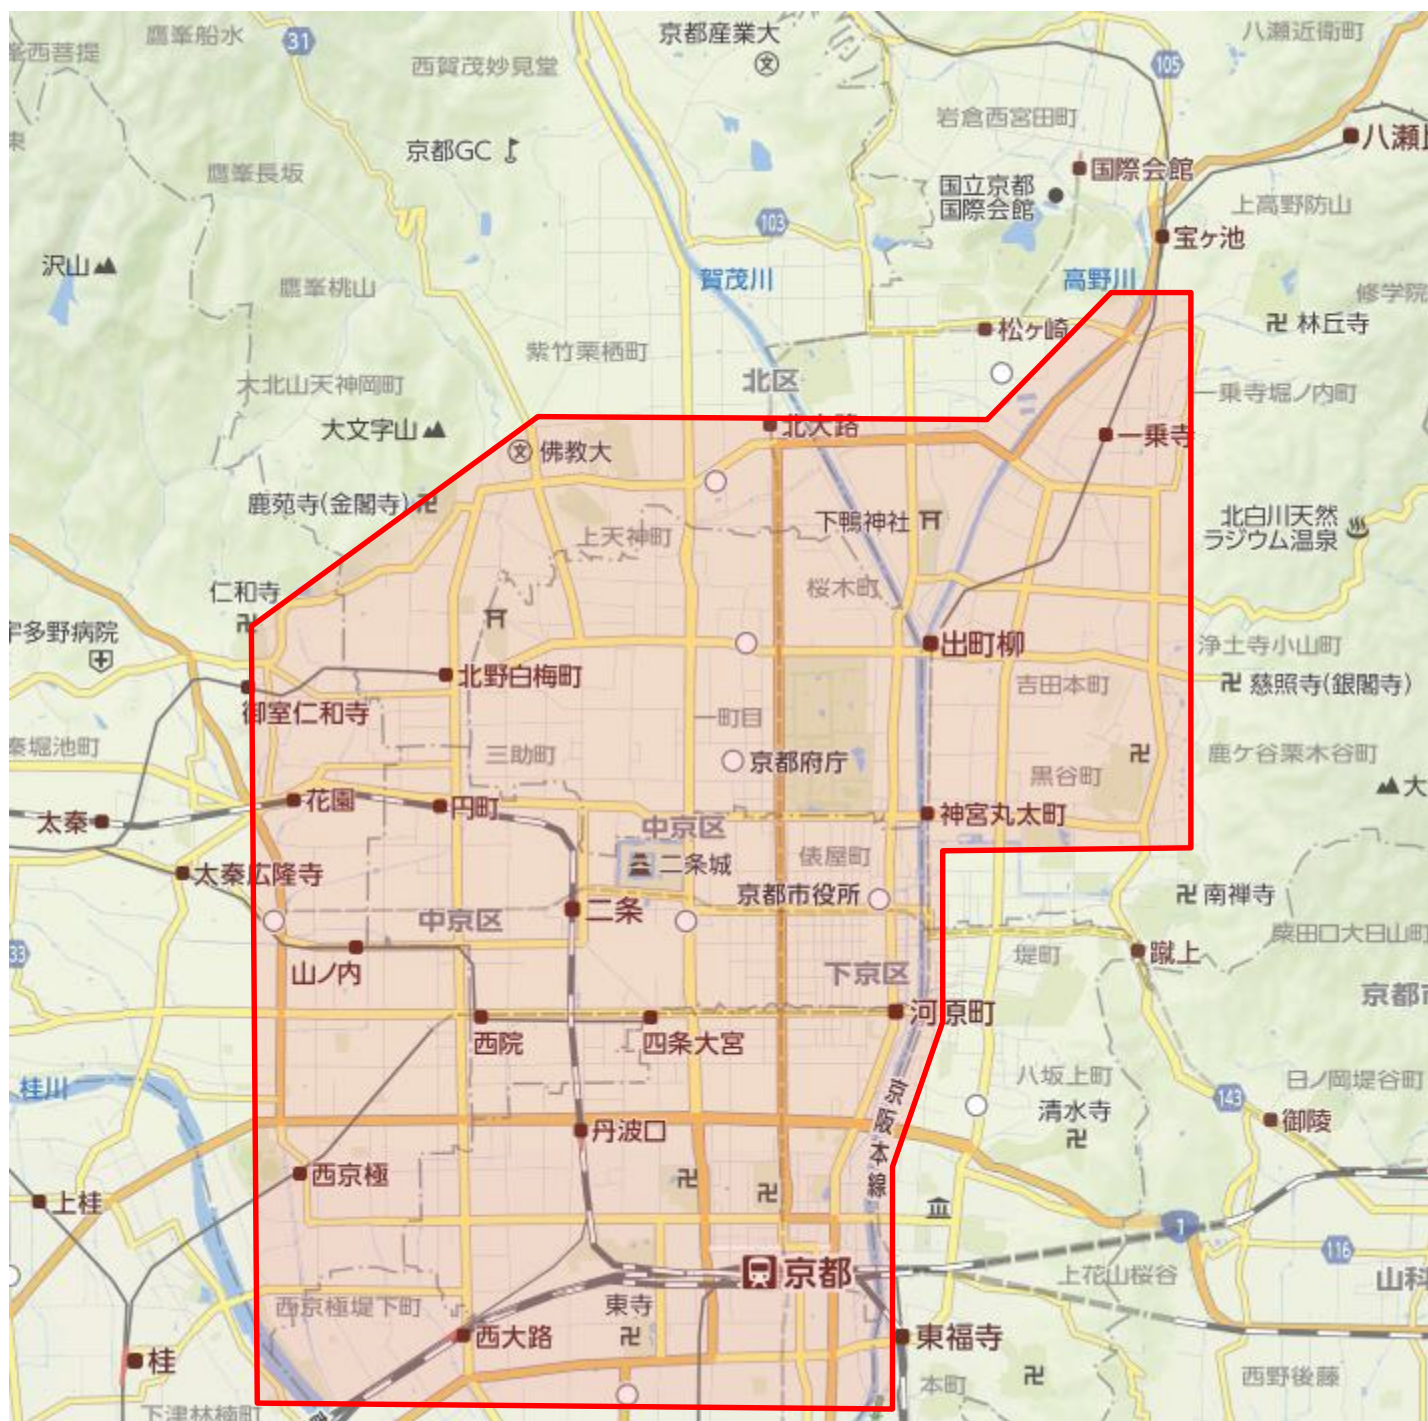 鷹峯船水
31
京都産業大
八瀬近衛町
峯西菩提
西賀茂妙見堂
105
岩倉西宮田町
京都GC
八瀬
東
鷹峯長坂
国際会館
国立京都
国際会館
上高野防山
103
宝ヶ池
沢山
賀茂川
高野川
鷹峯桃山
修学院
林丘寺
松ヶ崎
紫竹栗栖町
北区
大北山天神岡町
一乗寺堀ノ内町
大文字山
北大路
一乗寺
佛教大
鹿苑寺(金閣寺)
下鴨神社
北白川天然
ラジウム温泉
上天神町
仁和寺
桜木町
宇多野病院
出町柳
浄土寺小山町
北野白梅町
吉田本町
慈照寺(銀閣寺)
御室仁和寺
一町目
秦堀池町
三助町
京都府庁
鹿ケ谷栗木谷町
黒谷町
大
花園
円町
太秦
神宮丸太町
中京区
俵屋町
太秦広隆寺
二条城
京都市役所
南禅寺
二条
中京区
粟田口大日山町
33
山ノ内
下京区
堤町
蹴上
京都市
河原町
西院
四条大宮
桂川
京阪本線
八坂上町
日ノ岡堤谷町
清水寺
143
御陵
丹波口
西京極
上桂
1
116
京都
上花山桜谷
山科
西京極堤下町
東寺
西大路
東福寺
桂
本町
西野後藤
下津林楠町